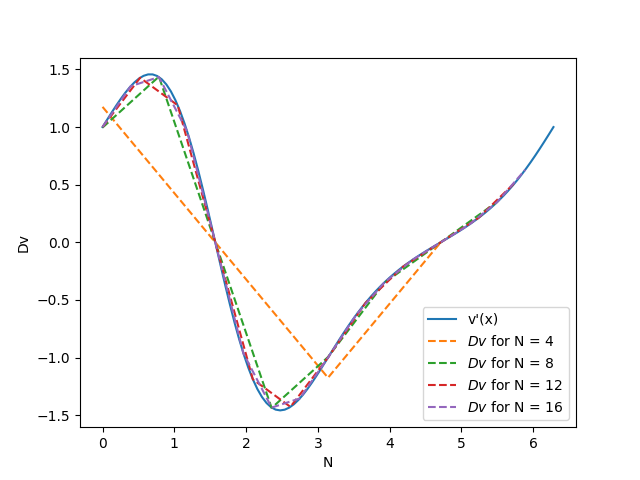 1.5
1.0
0.5
0.0
−0.5
−1.0
−1.5
Dv
0 1 2 3 4 5 6
N
v'(x)
Dv for N = 4
Dv for N = 8
Dv for N = 12
Dv for N = 16